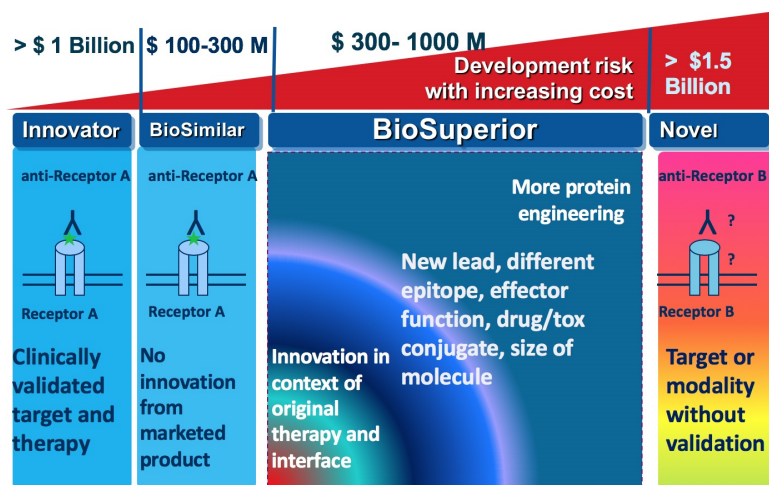 > $ 1 Billion
$ 100-300 M
$ 300- 1000 M
Development risk
with increasing cost
> $1.5
Billion
Innovator
BioSimilar
BioSuperior
Novel
anti-Receptor A
Receptor A
Clinically
validated
target and
therapy
anti-Receptor A
Receptor A
No
innovation
from
marketed
product
More protein
engineering
New lead, different
epitope, effector
function, drug/tox
conjugate, size of
molecule
Innovation in
context of
original
therapy and
interface
anti-Receptor B
?
?
Receptor B
Target or
modality
without
validation